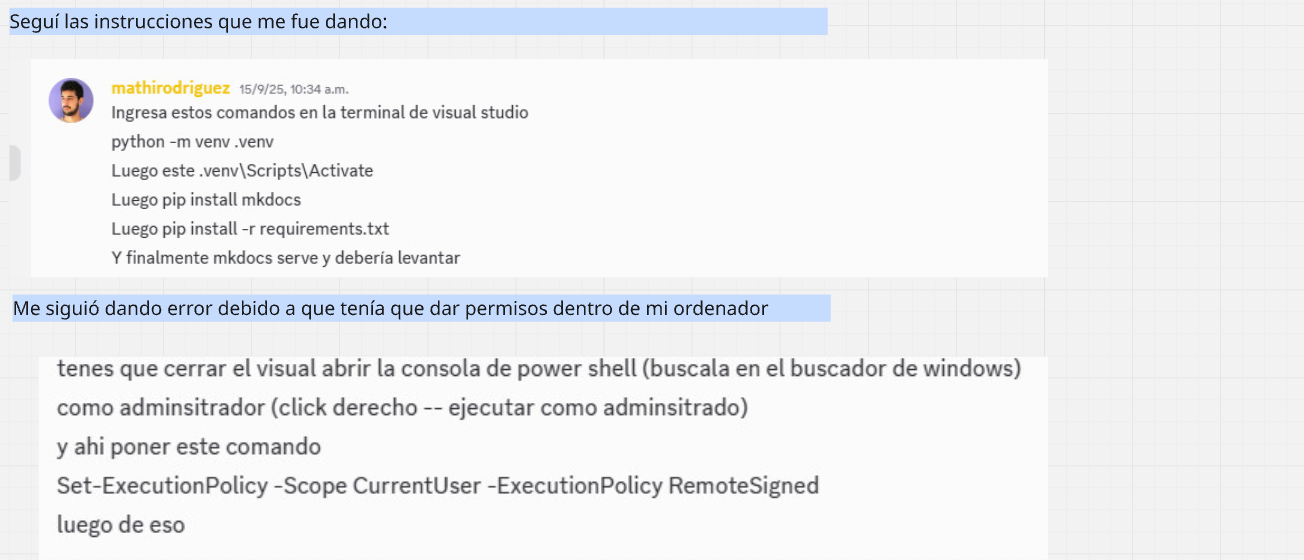 Seguí las instrucciones que me fue dando:
mathirodriguez 15/9/25, 10:34 a.m.
Ingresa estos comandos en la terminal de visual studio
python -m venv .venv
Luego este .venv\Scripts\Activate
Luego pip install mkdocs
Luego pip install -r requirements.txt
Y finalmente mkdocs serve y debería levantar
Me siguió dando error debido a que tenía que dar permisos dentro de mi ordenador
tenes que cerrar el visual abrir la consola de power shell (buscala en el buscador de windows)
como adminsitrador (click derecho -- ejecutar como adminsitrado)
y ahi poner este comando
Set-ExecutionPolicy -Scope CurrentUser -ExecutionPolicy RemoteSigned
luego de eso